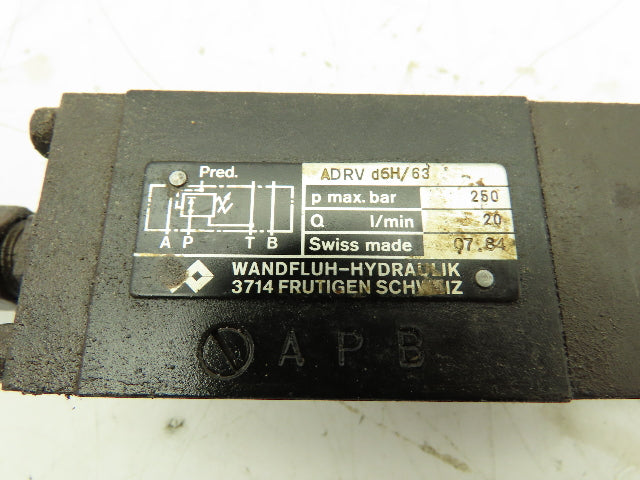 Pred.
ADRV d6H/63
p max. bar 250
Q l/min 20
A P T B
Swiss made 07.84
WANDFLUH-HYDRAULIK
3714 FRUTIGEN SCHWEIZ
A P B